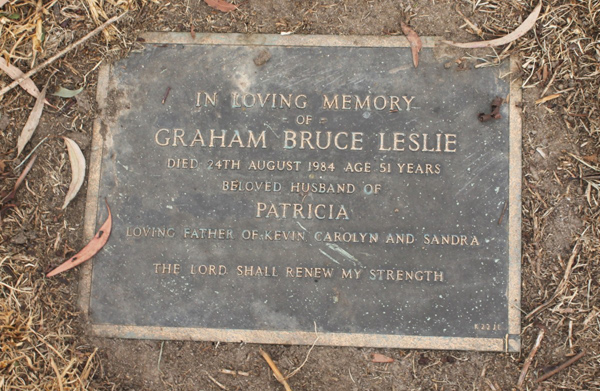 IN LOVING MEMORY
OF
GRAHAM BRUCE LESLIE
DIED 24TH AUGUST 1984 AGE 51 YEARS
BELOVED HUSBAND OF
PATRICIA
LOVING FATHER OF KEVIN CAROLYN AND SANDRA
THE LORD SHALL RENEW MY STRENGTH